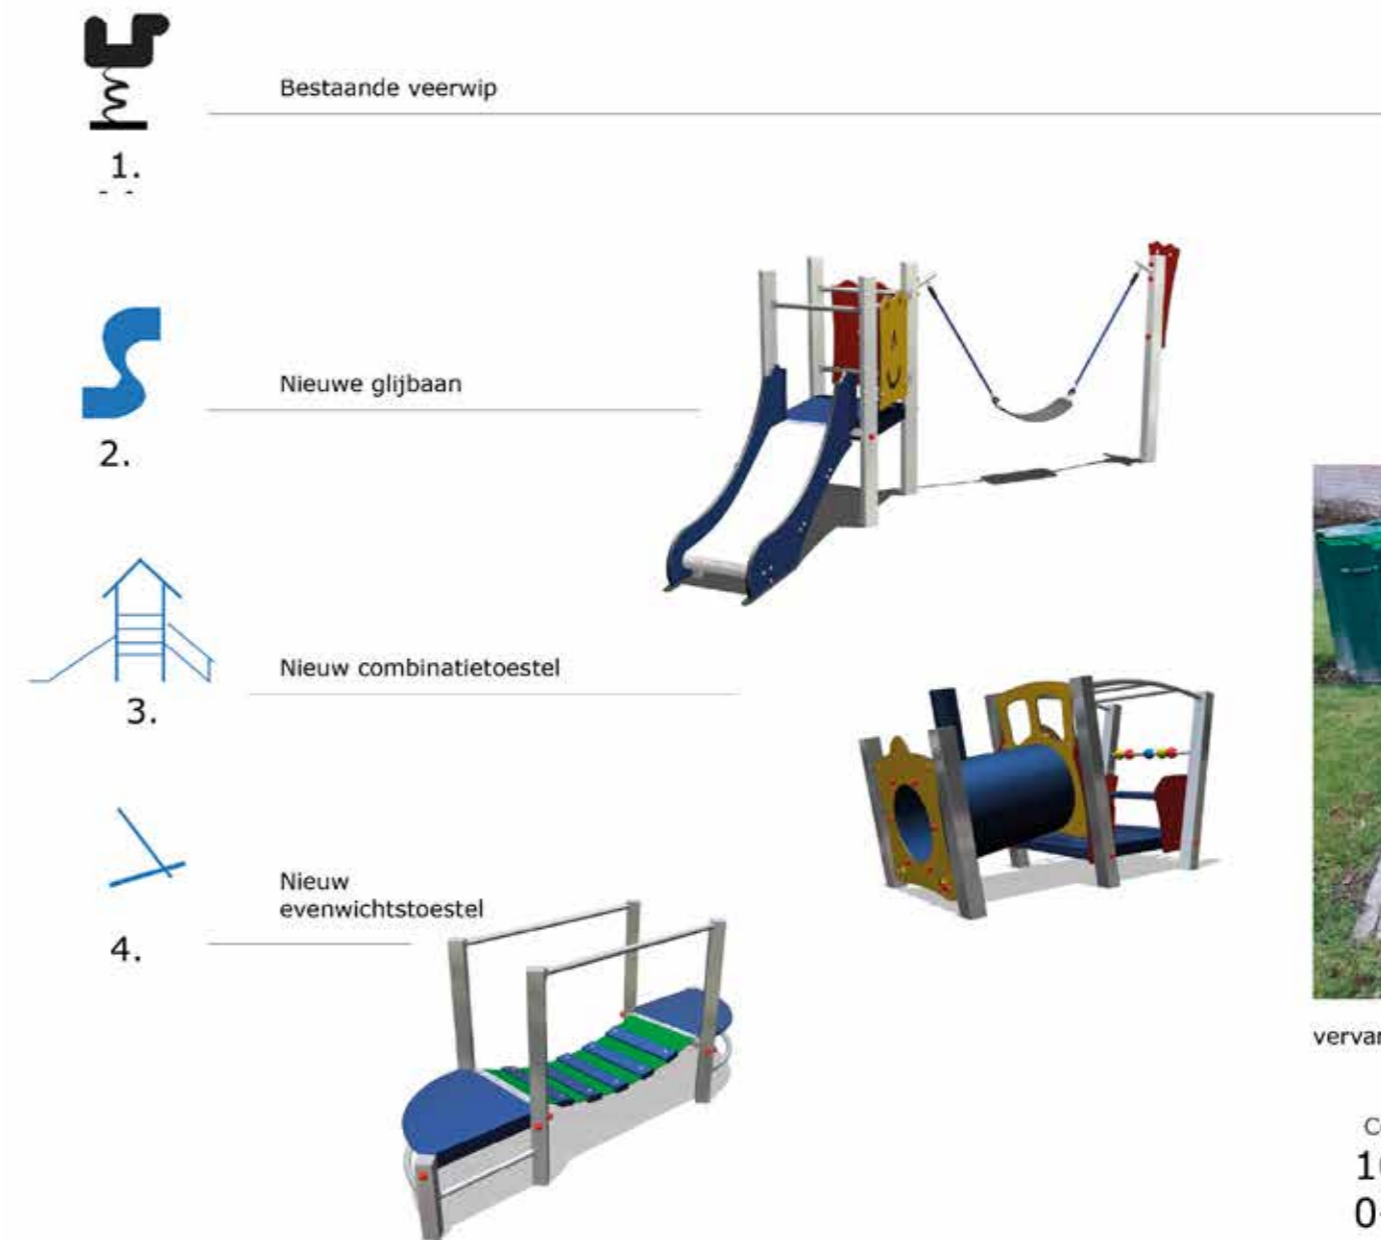 Bestaande veerwip
1.
Nieuwe glijbaan
2.
Nieuw combinatietoestel
3.
Nieuw
evenwichtstoestel
4.